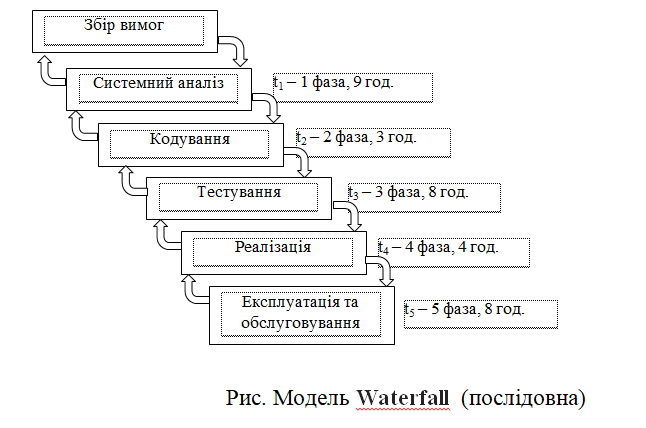 Збір вимог
Системний аналіз
t₁ – 1 фаза, 9 год.
Кодування
t₂ – 2 фаза, 3 год.
Тестування
t₃ – 3 фаза, 8 год.
Реалізація
t₄ – 4 фаза, 4 год.
Експлуатація та
обслуговування
t₅ – 5 фаза, 8 год.
Рис. Модель Waterfall (послідовна)